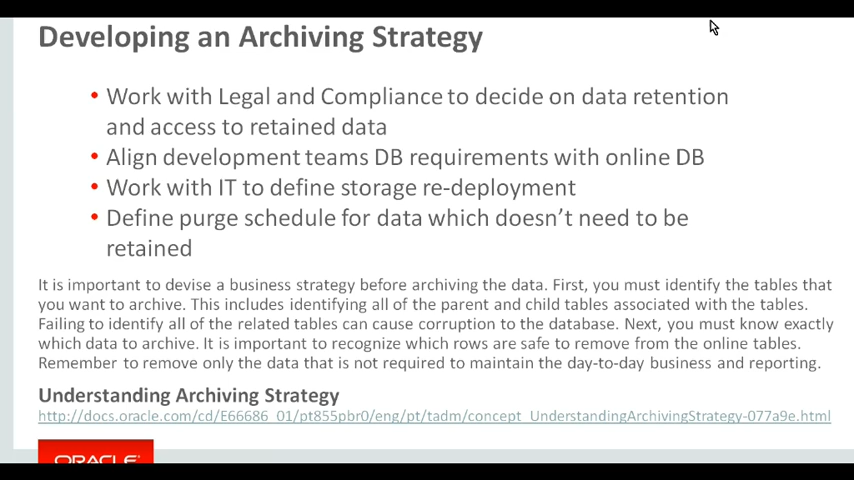 Developing an Archiving Strategy
• Work with Legal and Compliance to decide on data retention
and access to retained data
• Align development teams DB requirements with online DB
• Work with IT to define storage re-deployment
• Define purge schedule for data which doesn't need to be
retained
It is important to devise a business strategy before archiving the data. First, you must identify the tables that
you want to archive. This includes identifying all of the parent and child tables associated with the tables.
Failing to identify all of the related tables can cause corruption to the database. Next, you must know exactly
which data to archive. It is important to recognize which rows are safe to remove from the online tables.
Remember to remove only the data that is not required to maintain the day-to-day business and reporting.
Understanding Archiving Strategy
http://docs.oracle.com/cd/E66686_01/pt855pbr0/eng/pt/tadm/concept_UnderstandingArchivingStrategy-077a9e.html
ORACLE